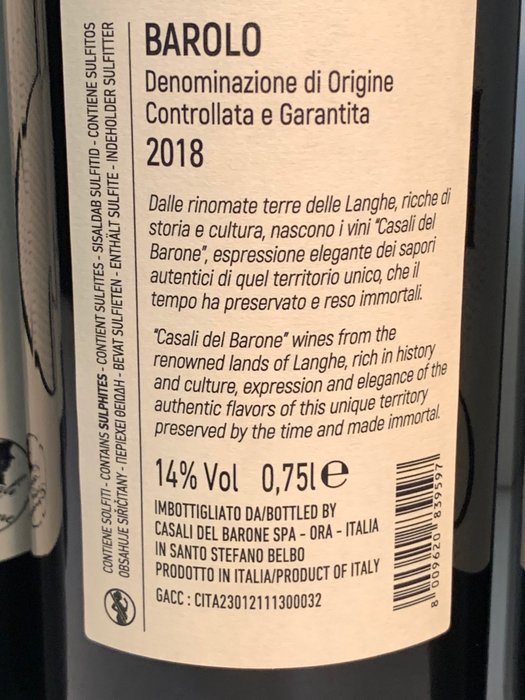 BAROLO
Denominazione di Origine
Controllata e Garantita
2018
Dalle rinomate terre delle Langhe, ricche di
storia e cultura, nascono i vini "Casali del
Barone", espressione elegante dei sapori
autentici di quel territorio unico, che il
tempo ha preservato e reso immortali.
"Casali del Barone" wines from the
renowned lands of Langhe, rich in history
and culture, expression and elegance of the
authentic flavors of this unique territory
preserved by the time and made immortal.
14% Vol 0,75l e
IMBOTTIGLIATO DA/BOTTLED BY
CASALI DEL BARONE SPA - ORA - ITALIA
IN SANTO STEFANO BELBO
PRODOTTO IN ITALIA/PRODUCT OF ITALY
GACC : CITA23012111300032
8 009620 839597
CONTIENE SOLFITI - CONTAINS SULPHITES - CONTIENT SULFITES - SISALDAB SULFITID - CONTIENE SULFITOS
OBSAHUJE SIŘIČITANY - ΠΕΡΙΕΧΕΙ ΘΕΙΩΔΗ - BEVAT SULFIETEN - ENTHÄLT SULFITE - INDEHOLDER SULFITTER